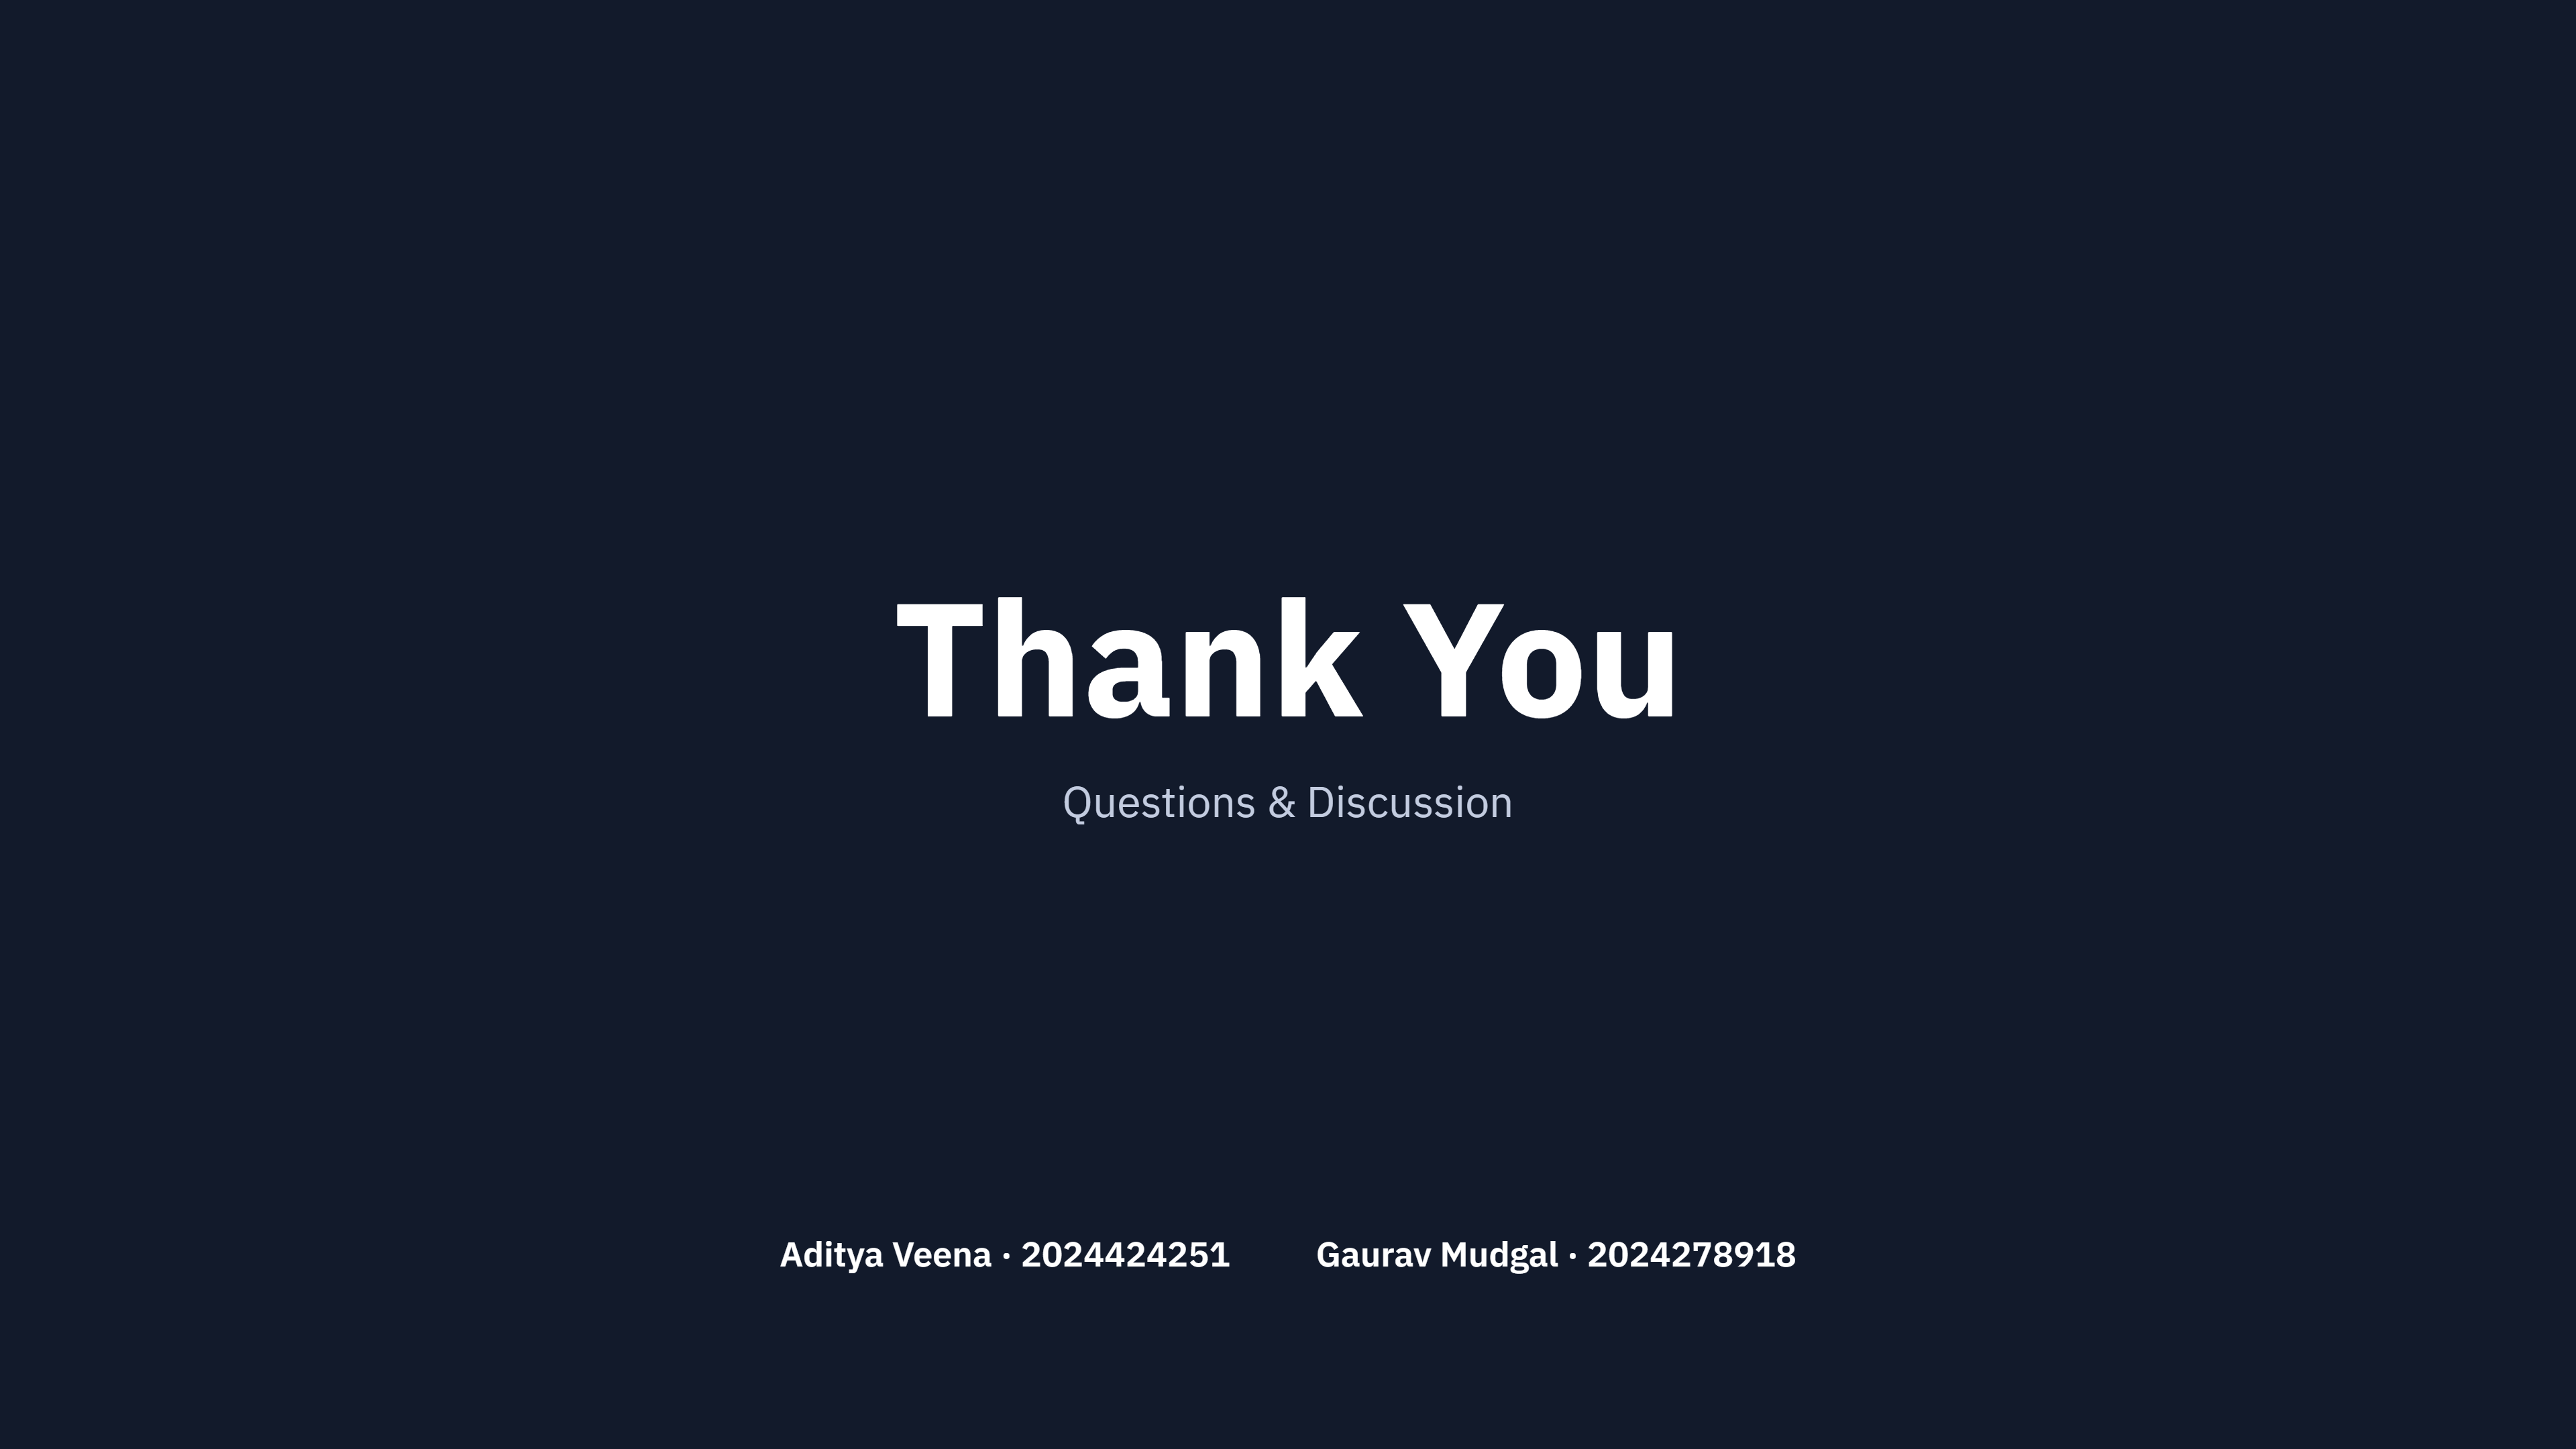 Thank You
Questions & Discussion
Aditya Veena · 2024424251 Gaurav Mudgal · 2024278918